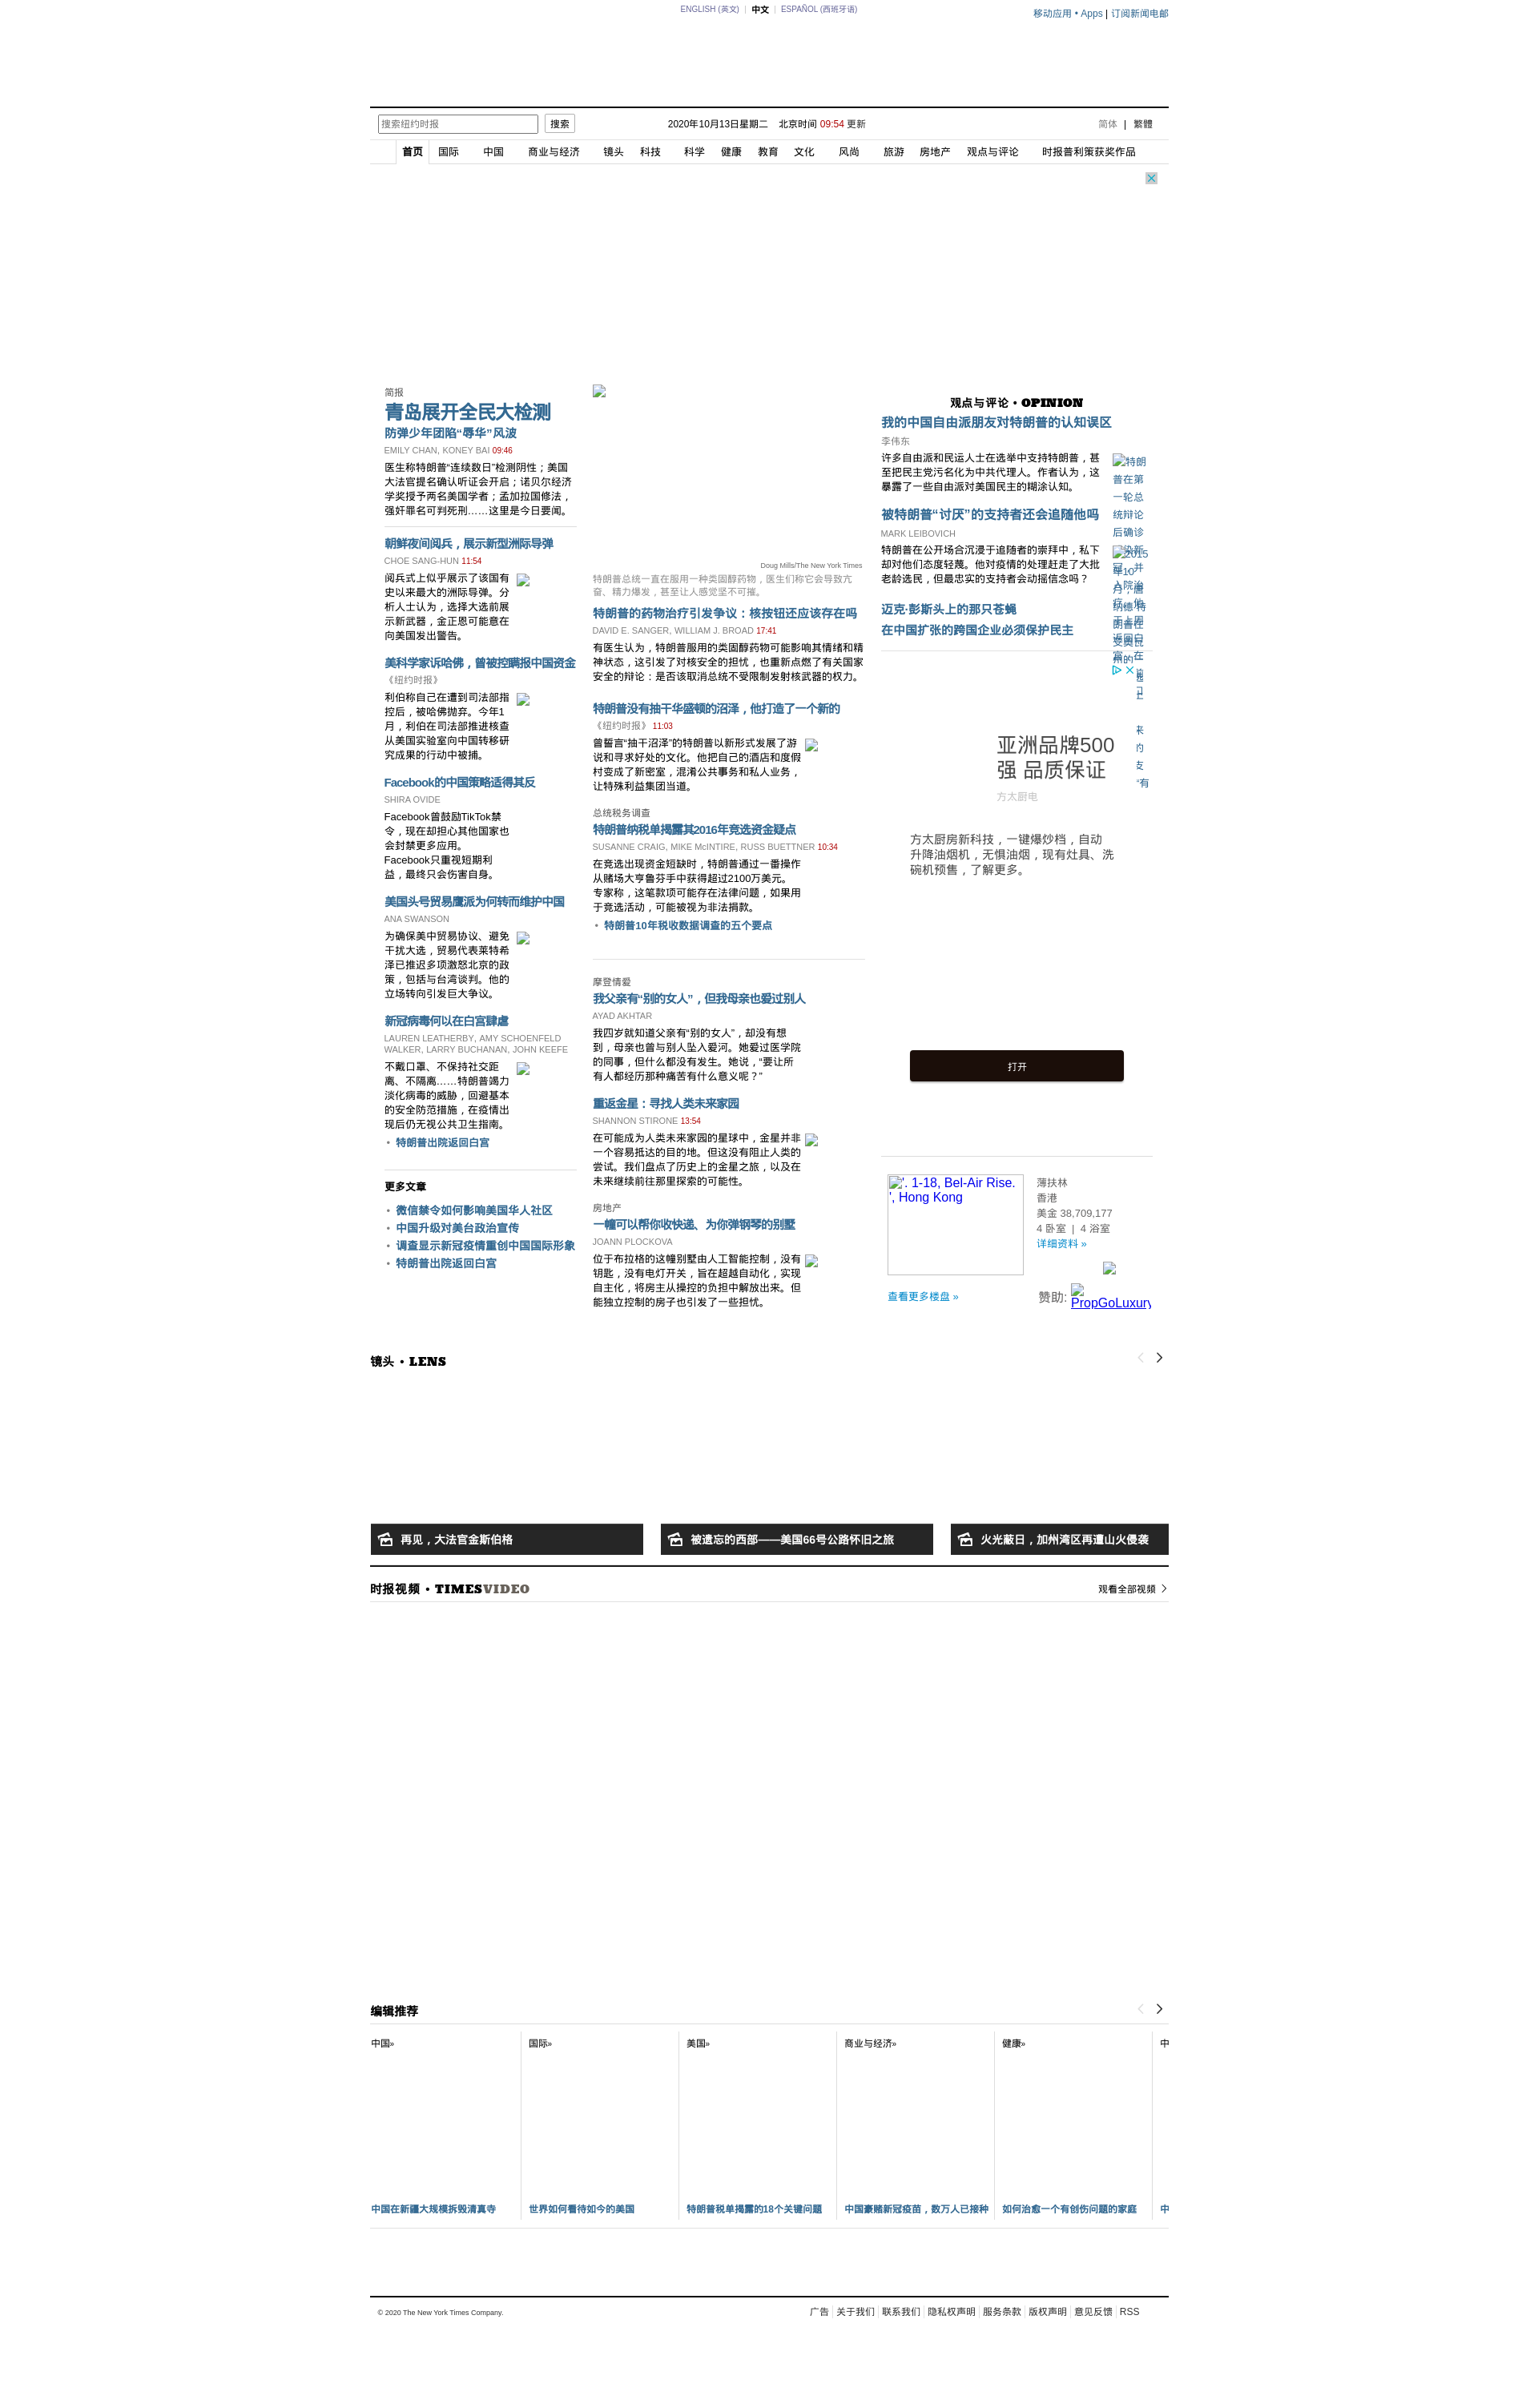 ENGLISH (英文) | 中文 | ESPAÑOL (西班牙语)
移动应用 • Apps | 订阅新闻电邮
搜索纽约时报 搜索
2020年10月13日星期二 北京时间 09:54 更新
简体 | 繁體
首页 国际 中国 商业与经济 镜头 科技 科学 健康 教育 文化 风尚 旅游 房地产 观点与评论 时报普利策获奖作品
简报
青岛展开全民大检测
防弹少年团陷“辱华”风波
EMILY CHAN, KONEY BAI 09:46
医生称特朗普“连续数日”检测阴性；美国
大法官提名确认听证会开启；诺贝尔经济
学奖授予两名美国学者；孟加拉国修法，
强奸罪名可判死刑……这里是今日要闻。
朝鲜夜间阅兵，展示新型洲际导弹
CHOE SANG-HUN 11:54
阅兵式上似乎展示了该国有
史以来最大的洲际导弹。分
析人士认为，选择大选前展
示新武器，金正恩可能意在
向美国发出警告。
美科学家诉哈佛，曾被控瞒报中国资金
《纽约时报》
利伯称自己在遭到司法部指
控后，被哈佛抛弃。今年1
月，利伯在司法部推进核查
从美国实验室向中国转移研
究成果的行动中被捕。
Facebook的中国策略适得其反
SHIRA OVIDE
Facebook曾鼓励TikTok禁
令，现在却担心其他国家也
会封禁更多应用。
Facebook只重视短期利
益，最终只会伤害自身。
美国头号贸易鹰派为何转而维护中国
ANA SWANSON
为确保美中贸易协议、避免
干扰大选，贸易代表莱特希
泽已推迟多项激怒北京的政
策，包括与台湾谈判。他的
立场转向引发巨大争议。
新冠病毒何以在白宫肆虐
LAUREN LEATHERBY, AMY SCHOENFELD
WALKER, LARRY BUCHANAN, JOHN KEEFE
不戴口罩、不保持社交距
离、不隔离……特朗普竭力
淡化病毒的威胁，回避基本
的安全防范措施，在疫情出
现后仍无视公共卫生指南。
• 特朗普出院返回白宫
更多文章
• 微信禁令如何影响美国华人社区
• 中国升级对美台政治宣传
• 调查显示新冠疫情重创中国国际形象
• 特朗普出院返回白宫
Doug Mills/The New York Times
特朗普总统一直在服用一种类固醇药物，医生们称它会导致亢
奋、精力爆发，甚至让人感觉坚不可摧。
特朗普的药物治疗引发争议：核按钮还应该存在吗
DAVID E. SANGER, WILLIAM J. BROAD 17:41
有医生认为，特朗普服用的类固醇药物可能影响其情绪和精
神状态，这引发了对核安全的担忧，也重新点燃了有关国家
安全的辩论：是否该取消总统不受限制发射核武器的权力。
特朗普没有抽干华盛顿的沼泽，他打造了一个新的
《纽约时报》 11:03
曾誓言“抽干沼泽”的特朗普以新形式发展了游
说和寻求好处的文化。他把自己的酒店和度假
村变成了新密室，混淆公共事务和私人业务，
让特殊利益集团当道。
总统税务调查
特朗普纳税单揭露其2016年竞选资金疑点
SUSANNE CRAIG, MIKE McINTIRE, RUSS BUETTNER 10:34
在竞选出现资金短缺时，特朗普通过一番操作
从赌场大亨鲁芬手中获得超过2100万美元。
专家称，这笔款项可能存在法律问题，如果用
于竞选活动，可能被视为非法捐款。
• 特朗普10年税收数据调查的五个要点
摩登情爱
我父亲有“别的女人”，但我母亲也爱过别人
AYAD AKHTAR
我四岁就知道父亲有“别的女人”，却没有想
到，母亲也曾与别人坠入爱河。她爱过医学院
的同事，但什么都没有发生。她说，“要让所
有人都经历那种痛苦有什么意义呢？”
重返金星：寻找人类未来家园
SHANNON STIRONE 13:54
在可能成为人类未来家园的星球中，金星并非
一个容易抵达的目的地。但这没有阻止人类的
尝试。我们盘点了历史上的金星之旅，以及在
未来继续前往那里探索的可能性。
房地产
一幢可以帮你收快递、为你弹钢琴的别墅
JOANN PLOCKOVA
位于布拉格的这幢别墅由人工智能控制，没有
钥匙，没有电灯开关，旨在超越自动化，实现
自主化，将房主从操控的负担中解放出来。但
能独立控制的房子也引发了一些担忧。
观点与评论 • OPINION
我的中国自由派朋友对特朗普的认知误区
李伟东
许多自由派和民运人士在选举中支持特朗普，甚
至把民主党污名化为中共代理人。作者认为，这
暴露了一些自由派对美国民主的糊涂认知。
特朗
普在第
一轮总
统辩论
后确诊
被特朗普“讨厌”的支持者还会追随他吗
MARK LEIBOVICH
特朗普在公开场合沉浸于追随者的崇拜中，私下
却对他们态度轻蔑。他对疫情的处理赶走了大批
老龄选民，但最忠实的支持者会动摇信念吗？
迈克·彭斯头上的那只苍蝇
在中国扩张的跨国企业必须保护民主
亚洲品牌500
强 品质保证
方太厨电
方太厨房新科技，一键爆炒档，自动
升降油烟机，无惧油烟，现有灶具、洗
碗机预售，了解更多。
打开
'. 1-18, Bel-Air Rise.
', Hong Kong
薄扶林
香港
美金 38,709,177
4 卧室 | 4 浴室
详细资料 »
查看更多楼盘 »
赞助: PropGoLuxury
镜头 • LENS
再见，大法官金斯伯格
被遗忘的西部——美国66号公路怀旧之旅
火光蔽日，加州湾区再遭山火侵袭
时报视频 • TIMESVIDEO
观看全部视频
编辑推荐
中国»
国际»
美国»
商业与经济»
健康»
中
中国在新疆大规模拆毁清真寺
世界如何看待如今的美国
特朗普税单揭露的18个关键问题
中国豪赌新冠疫苗，数万人已接种
如何治愈一个有创伤问题的家庭
中
© 2020 The New York Times Company.
广告 | 关于我们 | 联系我们 | 隐私权声明 | 服务条款 | 版权声明 | 意见反馈 | RSS